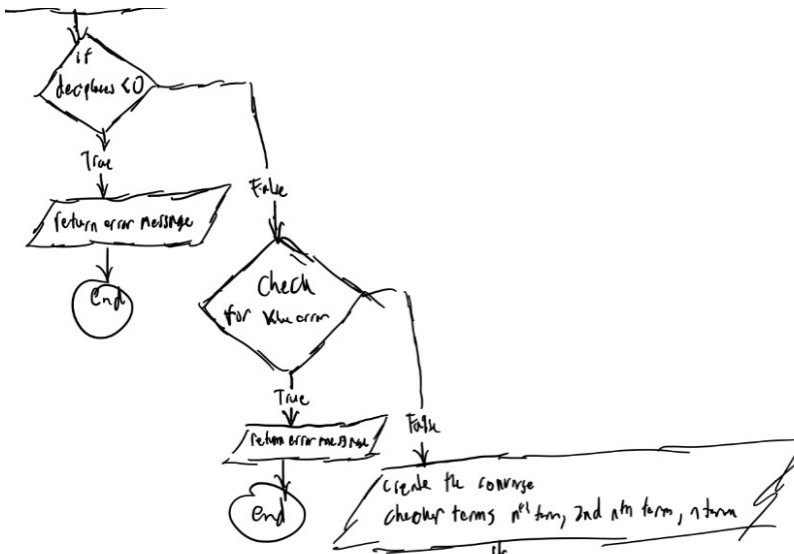 if
decplaces <0
True
False
return error message
end
Check
for Value error
True
False
return error message
end
create the converge
checker terms nth term, 2nd nth term, n term